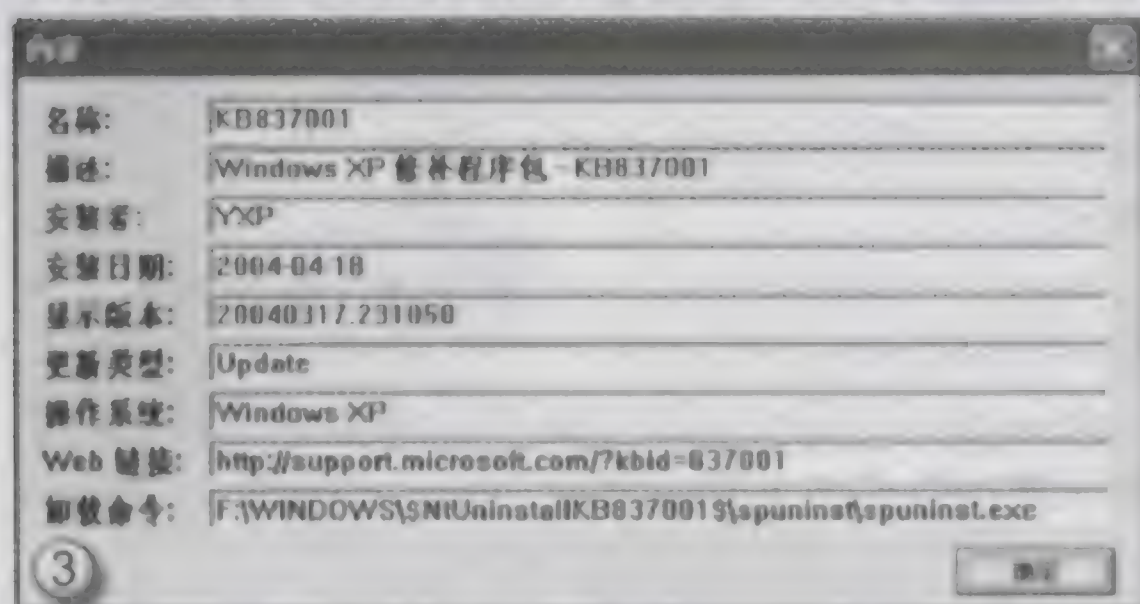 名称: KB837001
描述: Windows XP 修补程序包 - KB837001
安装者: YXP
安装日期: 2004-04-18
显示版本: 20040317.231050
更新类型: Update
操作系统: Windows XP
Web 链接: http://support.microsoft.com/?kbid=837001
卸载命令: F:\WINDOWS\$NtUninstallKB837001$\spuninst\spuninst.exe
③